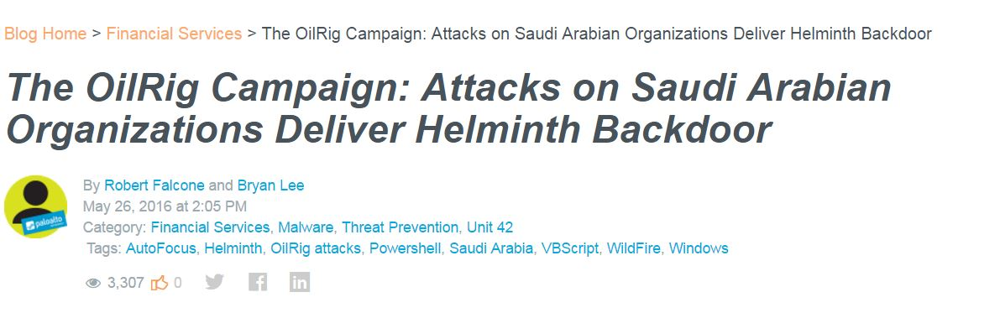 Blog Home > Financial Services > The OilRig Campaign: Attacks on Saudi Arabian Organizations Deliver Helminth Backdoor
The OilRig Campaign: Attacks on Saudi Arabian
Organizations Deliver Helminth Backdoor
By Robert Falcone and Bryan Lee
May 26, 2016 at 2:05 PM
Category: Financial Services, Malware, Threat Prevention, Unit 42
Tags: AutoFocus, Helminth, OilRig attacks, Powershell, Saudi Arabia, VBScript, WildFire, Windows
paloalto
3,307 0